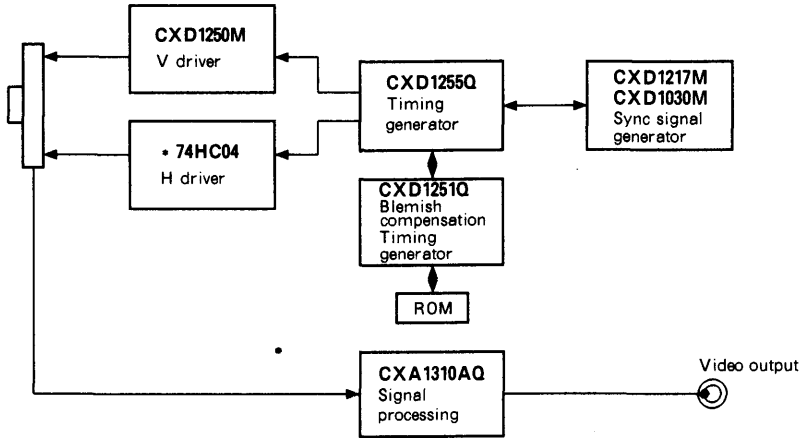 CXD1250M
V driver
* 74HC04
H driver
CXD1255Q
Timing
generator
CXD1217M
CXD1030M
Sync signal
generator
CXD1251Q
Blemish
compensation
Timing
generator
ROM
CXA1310AQ
Signal
processing
Video output